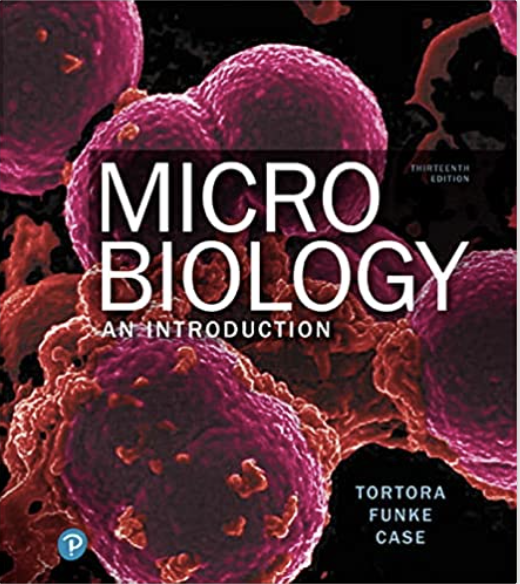 THIRTEENTH
EDITION
MICRO
BIOLOGY
AN INTRODUCTION
TORTORA
FUNKE
CASE
P